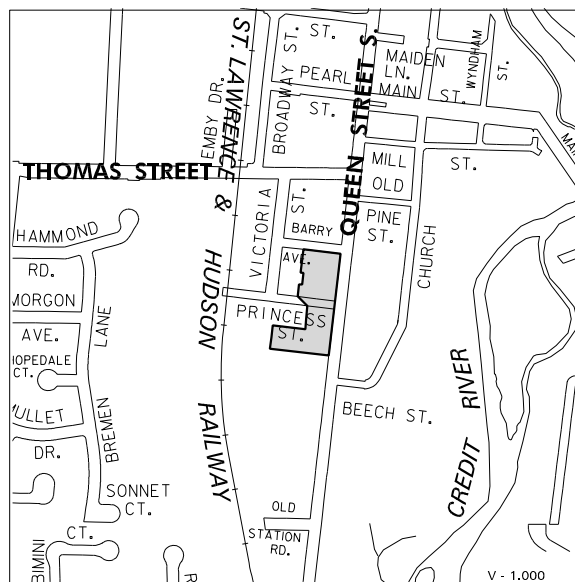 ST.
ST.
BROADWAY
QUEEN STREET S.
WYNDHAM
ST.
MAIDEN
LN.
PEARL
MAIN
ST.
ST.
EMBY DR.
ST. LAWRENCE & HUDSON RAILWAY
THOMAS STREET
MILL
ST.
OLD
VICTORIA
ST.
PINE
ST.
BARRY
AVE.
CHURCH
HAMMOND
RD.
MORGON
AVE.
LANE
PRINCESS
ST.
HOPEDALE
CT.
BREMEN
MULLET
DR.
BEECH ST.
CREDIT RIVER
SONNET
CT.
OLD
STATION
RD.
CT.
BIMINI
V - 1.000